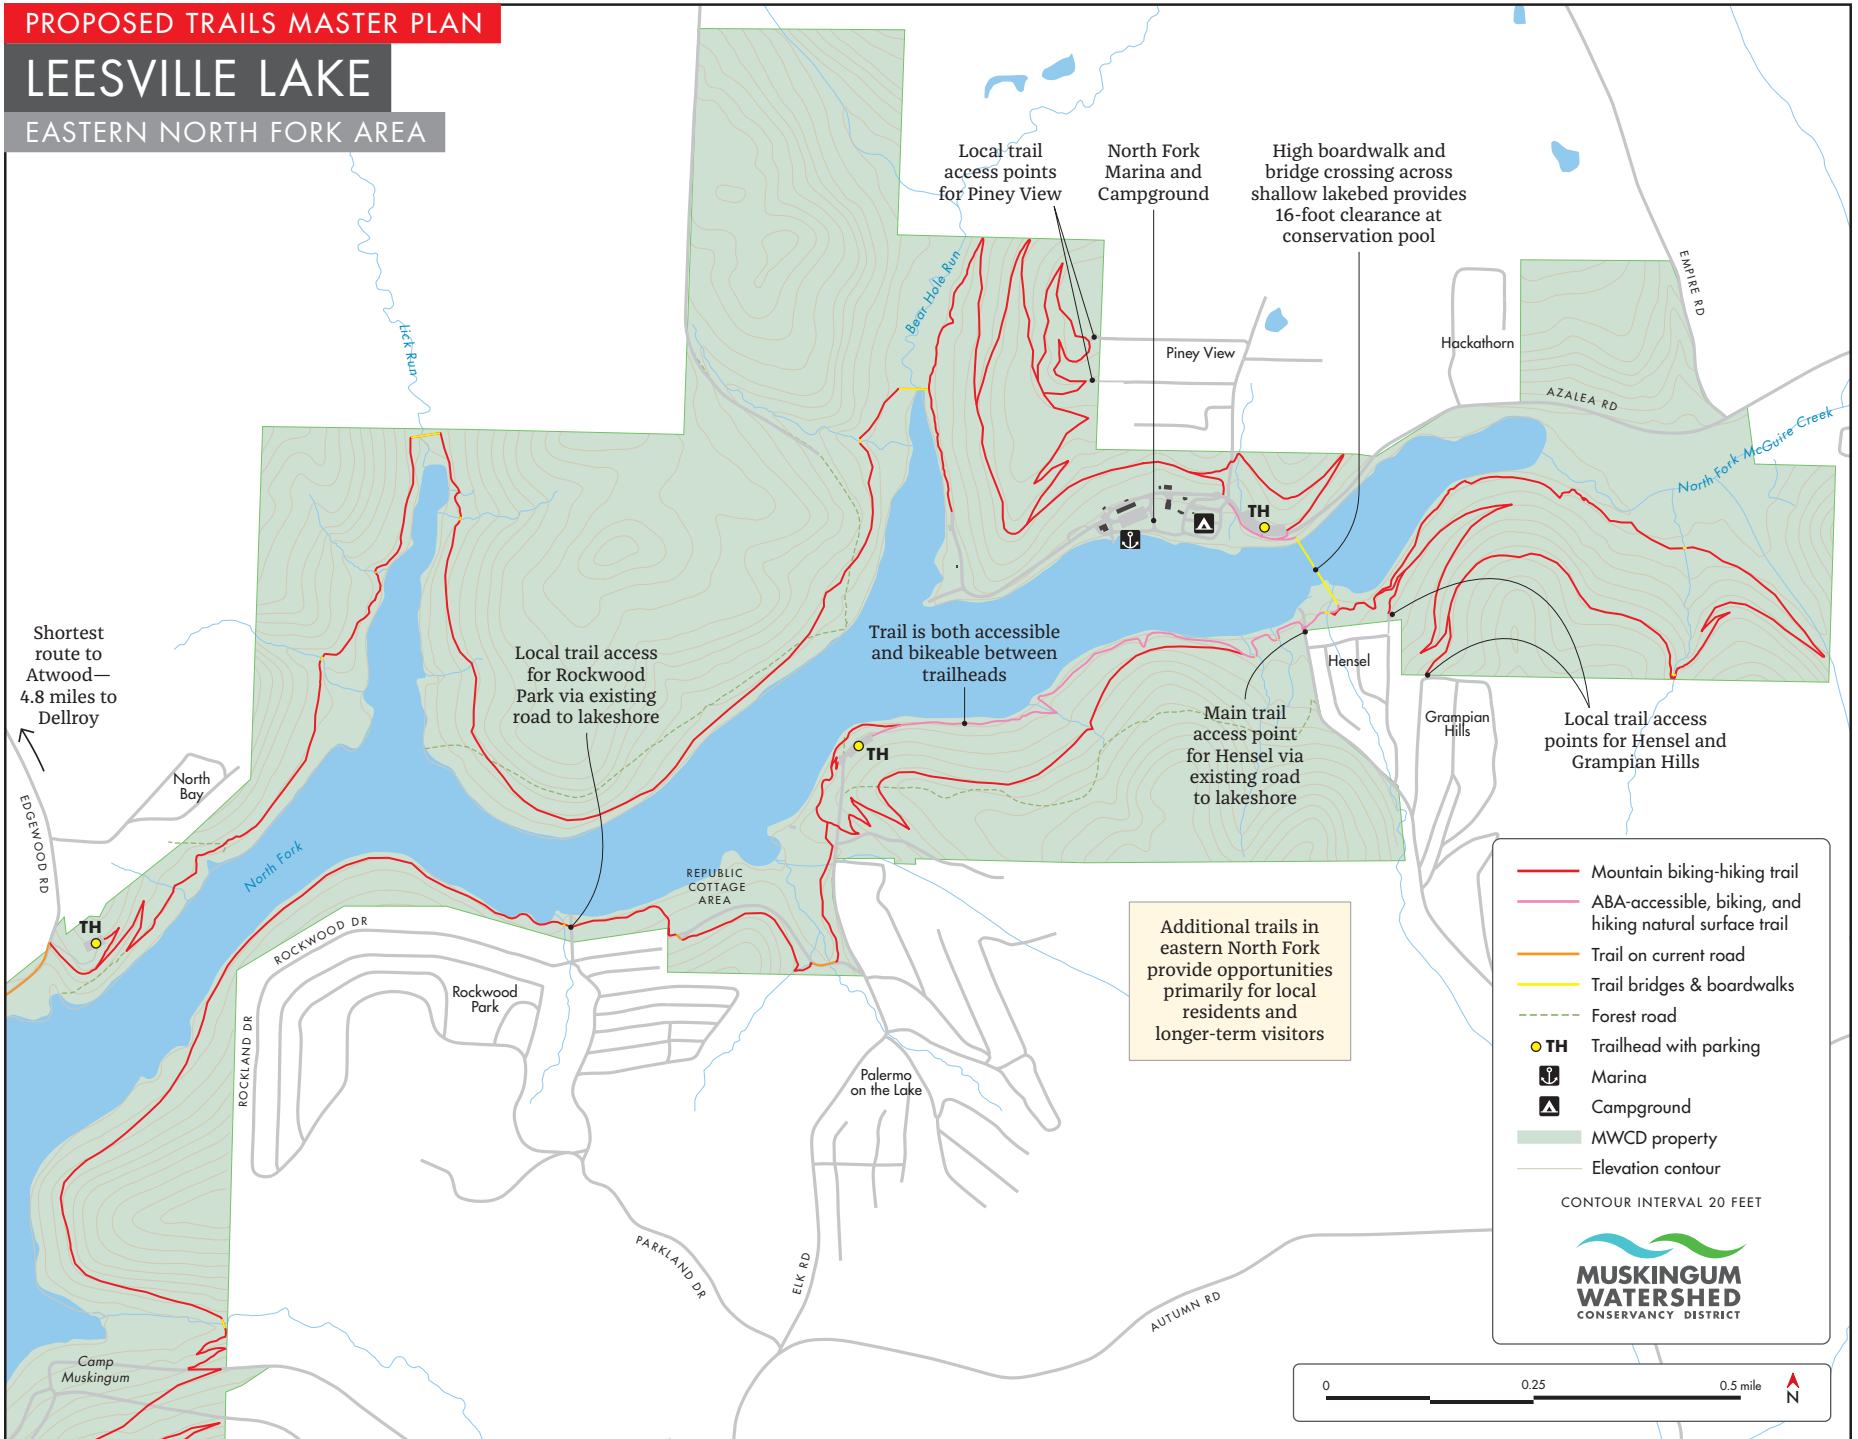 PROPOSED TRAILS MASTER PLAN
LEESVILLE LAKE
EASTERN NORTH FORK AREA
Local trail
access points
for Piney View
North Fork
Marina and
Campground
High boardwalk and
bridge crossing across
shallow lakebed provides
16-foot clearance at
conservation pool
EMPIRE RD
Bear Hole Run
Lick Run
Piney View
Hackathorn
AZALEA RD
North Fork McGuire Creek
TH
Shortest
route to
Atwood—
4.8 miles to
Dellroy
Local trail access
for Rockwood
Park via existing
road to lakeshore
Trail is both accessible
and bikeable between
trailheads
Hensel
Main trail
access point
for Hensel via
existing road
to lakeshore
Grampian
Hills
Local trail access
points for Hensel and
Grampian Hills
TH
North
Bay
EDGEWOOD RD
North Fork
REPUBLIC
COTTAGE
AREA
TH
ROCKWOOD DR
Rockwood
Park
ROCKLAND DR
Palermo
on the Lake
Additional trails in
eastern North Fork
provide opportunities
primarily for local
residents and
longer-term visitors
PARKLAND DR
ELK RD
AUTUMN RD
Camp
Muskingum
Mountain biking-hiking trail
ABA-accessible, biking, and
hiking natural surface trail
Trail on current road
Trail bridges & boardwalks
Forest road
TH Trailhead with parking
Marina
Campground
MWCD property
Elevation contour
CONTOUR INTERVAL 20 FEET
MUSKINGUM
WATERSHED
CONSERVANCY DISTRICT
0 0.25 0.5 mile
N